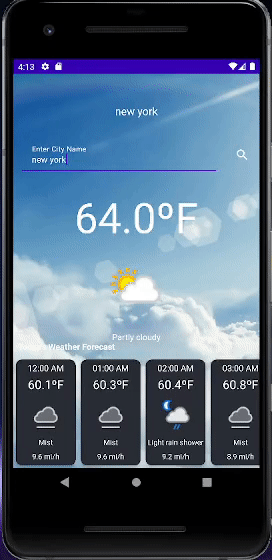 4:13
new york
Enter City Name
new york
64.0ºF
Partly cloudy
Weather Forecast
12:00 AM 01:00 AM 02:00 AM 03:00 AM
60.1ºF 60.3ºF 60.4ºF 60.8ºF
Mist Mist Light rain shower Mist
9.6 mi/h 9.6 mi/h 9.2 mi/h 8.9 mi/h